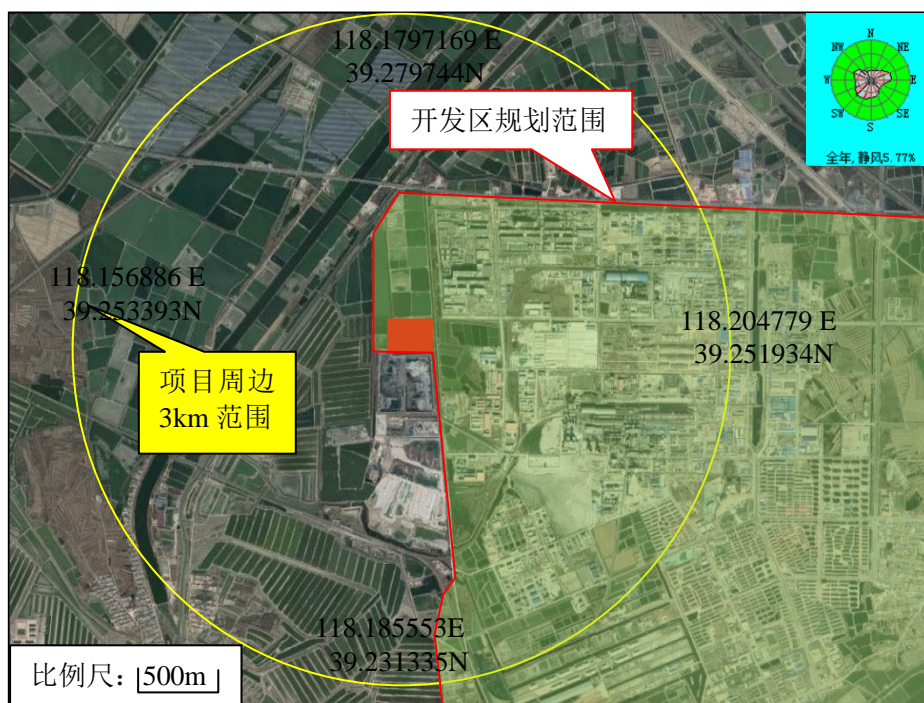 118.1797169 E
39.279744N
开发区规划范围
N
NW
NE
W
E
SW
SE
S
全年,静风5.77%
118.156886 E
39.253393N
118.204779 E
39.251934N
项目周边
3km 范围
118.185553E
39.231335N
比例尺：500m